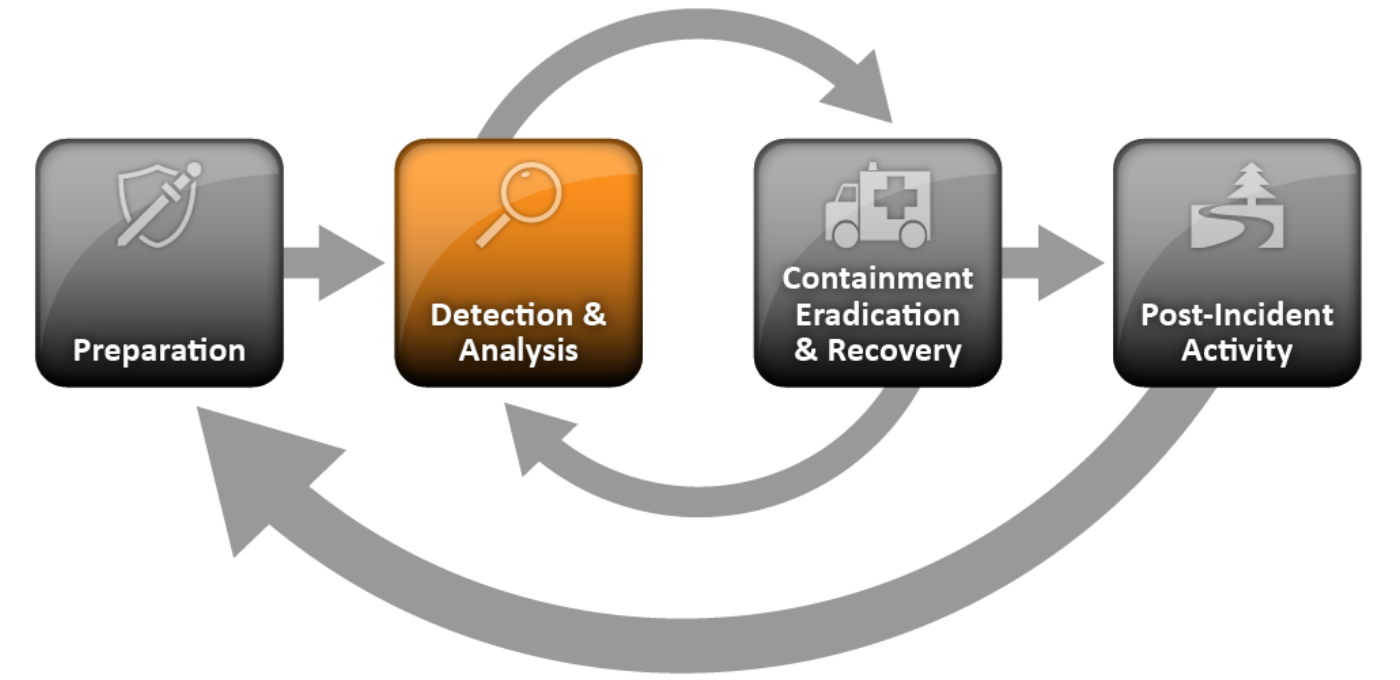 Preparation
Detection &
Analysis
Containment
Eradication
& Recovery
Post-Incident
Activity